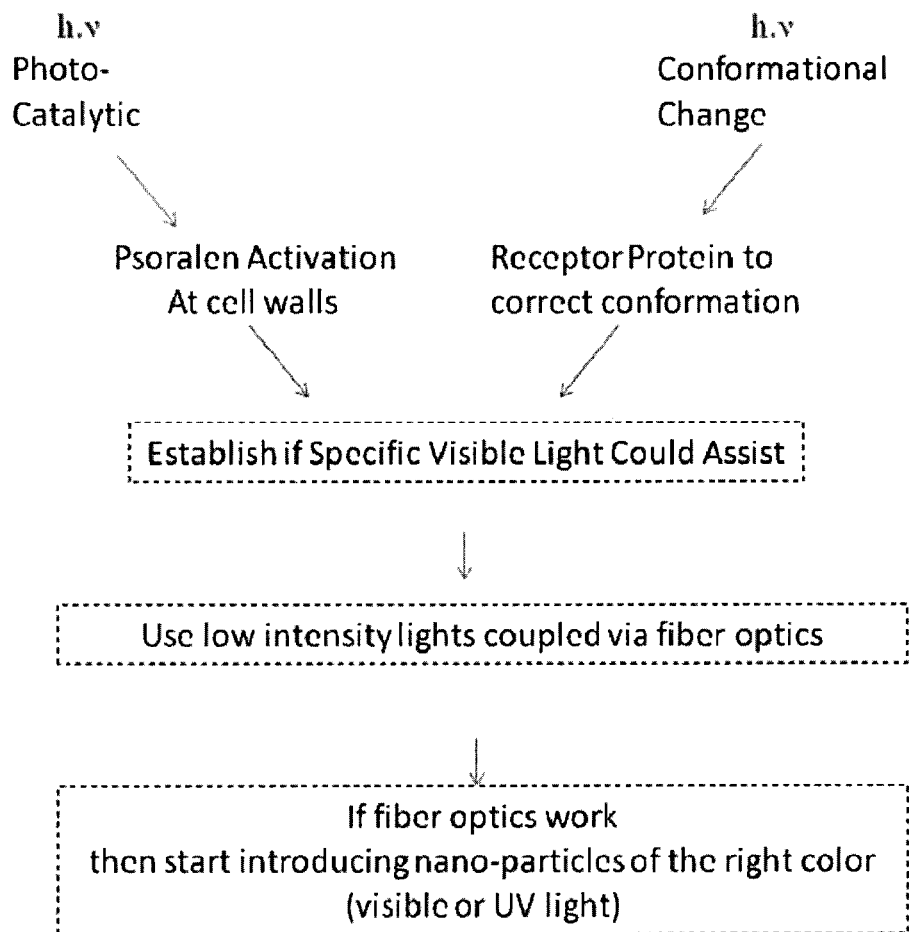 h.v
Photo-
Catalytic
h.v
Conformational
Change
Psoralen Activation
At cell walls
Receptor Protein to
correct conformation
Establish if Specific Visible Light Could Assist
Use low intensity lights coupled via fiber optics
If fiber optics work
then start introducing nano-particles of the right color
(visible or UV light)